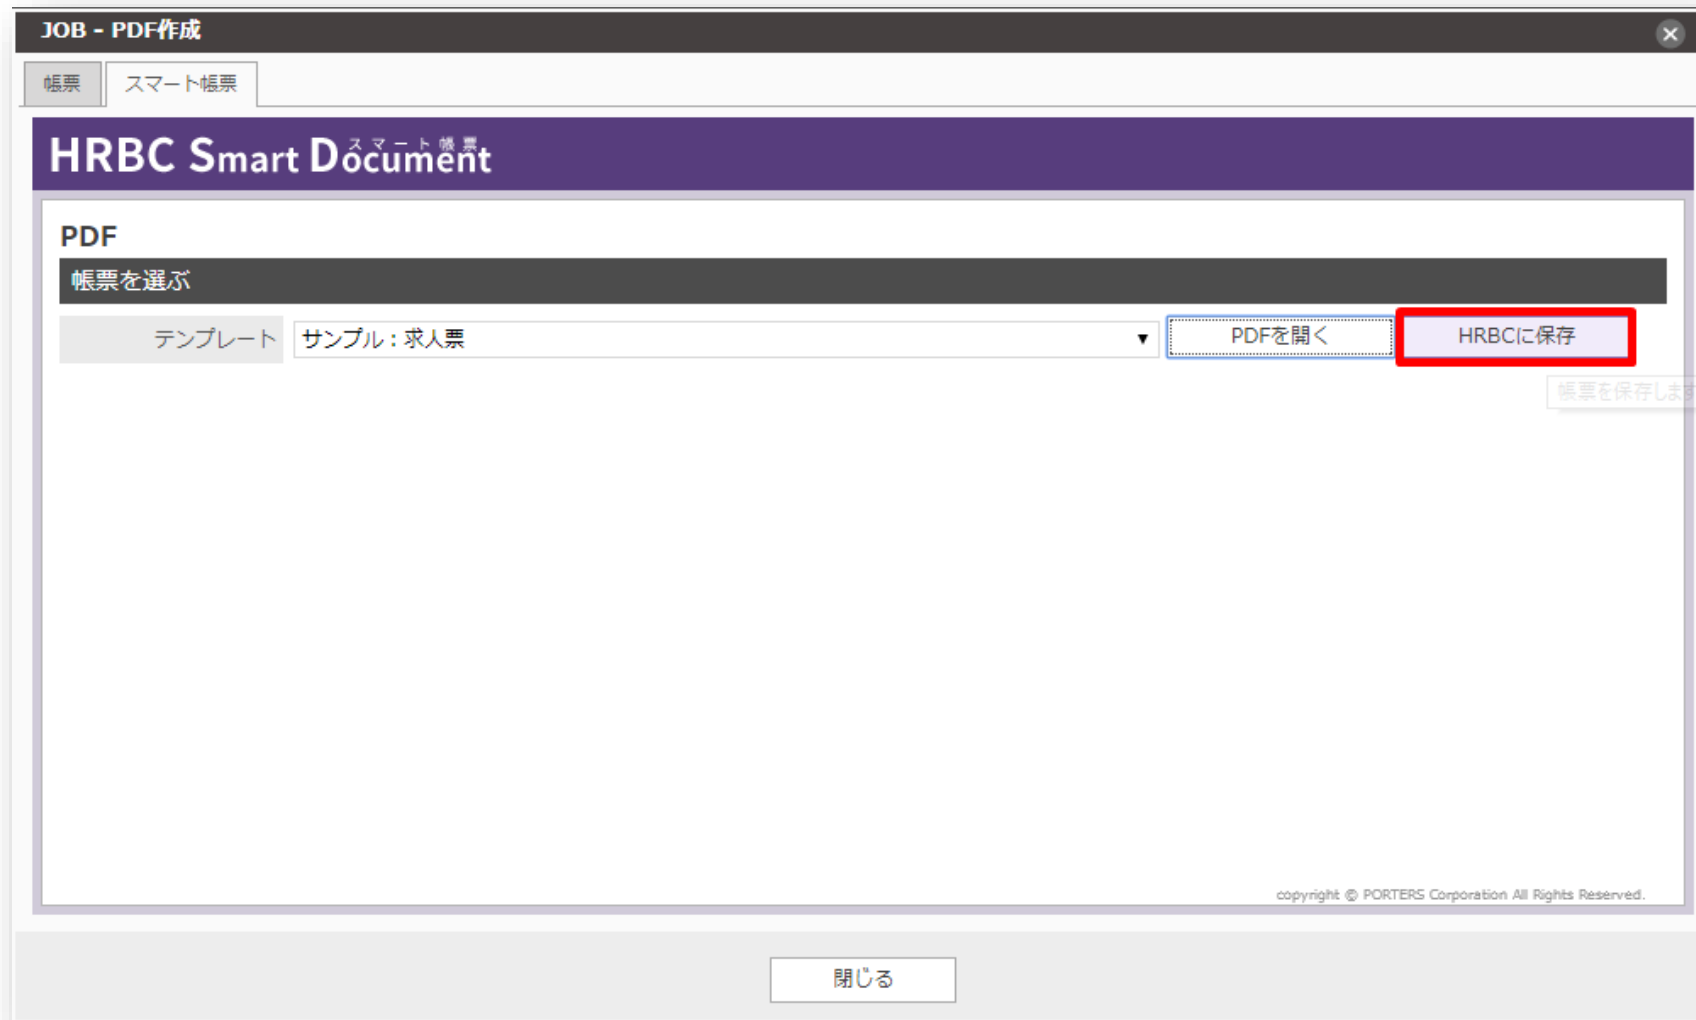 JOB - PDF作成
帳票 スマート帳票
スマート帳票
HRBC Smart Document
PDF
帳票を選ぶ
テンプレート サンプル：求人票 PDFを開く HRBCに保存
帳票を保存します
copyright © PORTERS Corporation All Rights Reserved.
閉じる